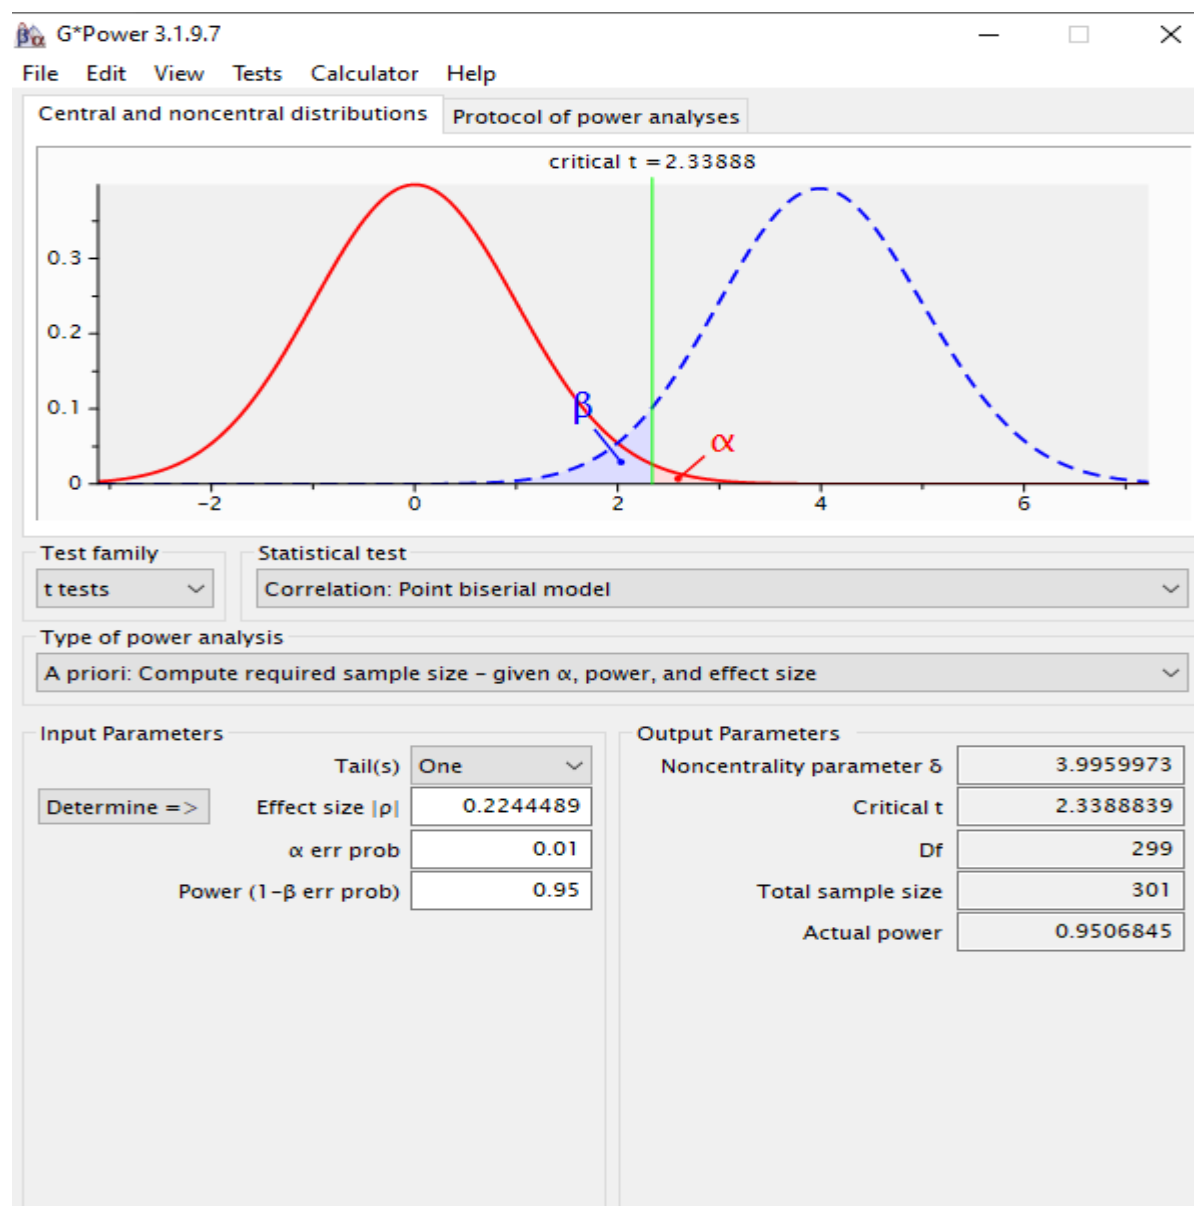 G*Power 3.1.9.7
File Edit View Tests Calculator Help
Central and noncentral distributions Protocol of power analyses
critical t = 2.33888
0.3
0.2
0.1
0
β
α
-2 0 2 4 6
Test family Statistical test
t tests Correlation: Point biserial model
Type of power analysis
A priori: Compute required sample size - given α, power, and effect size
Input Parameters Output Parameters
Tail(s) One Noncentrality parameter δ 3.9959973
Determine => Effect size |ρ| 0.2244489 Critical t 2.3388839
α err prob 0.01 Df 299
Power (1-β err prob) 0.95 Total sample size 301
Actual power 0.9506845